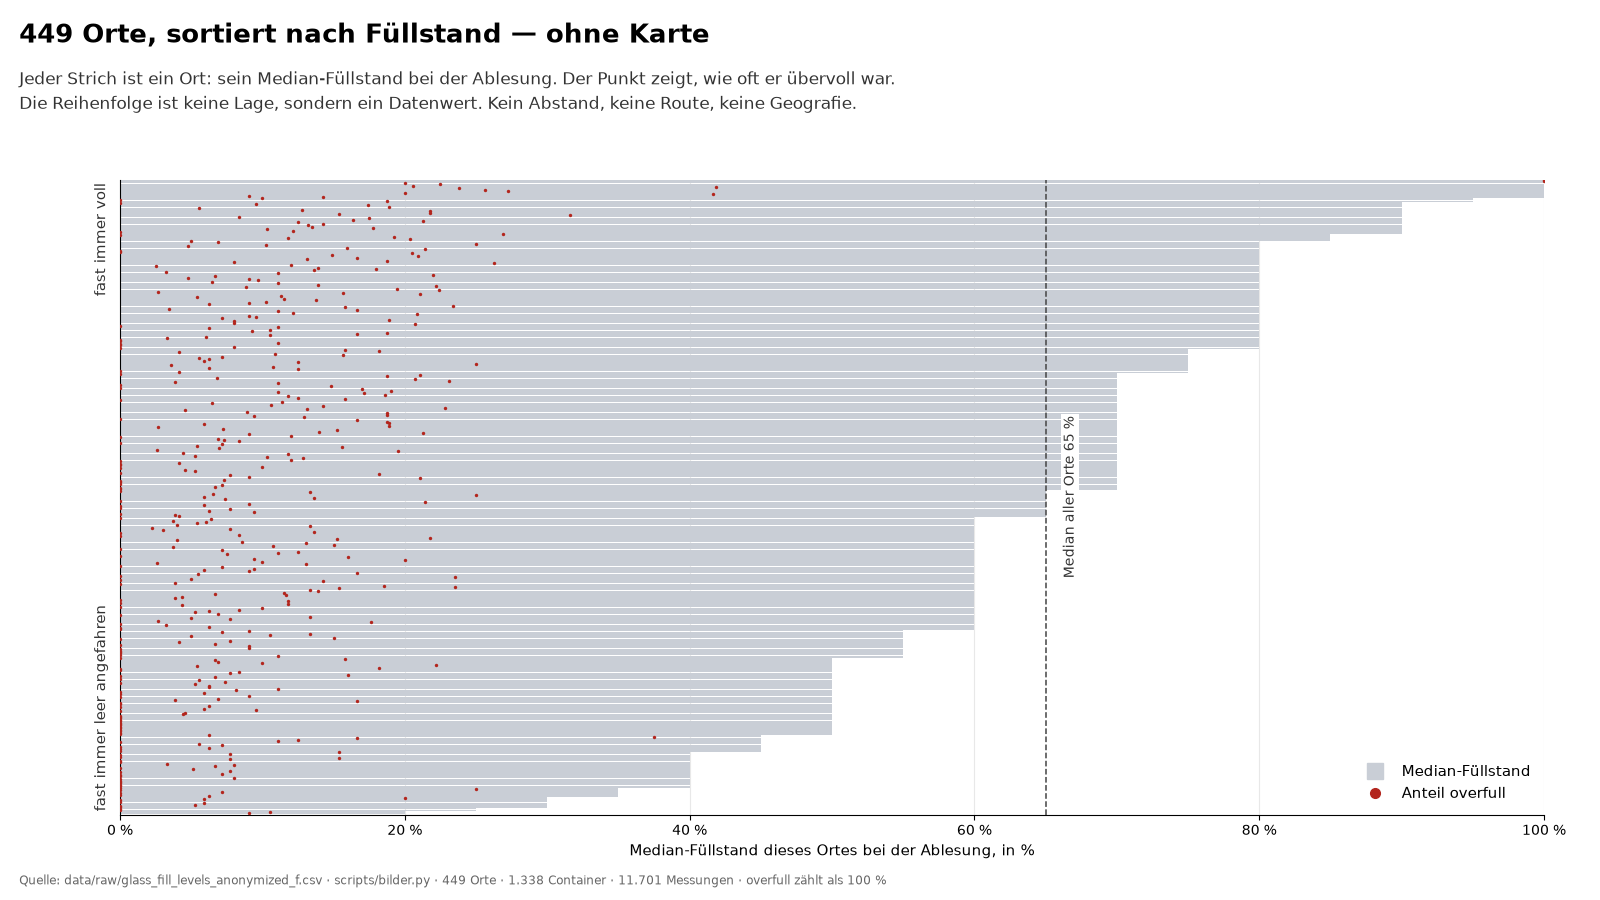 449 Orte, sortiert nach Füllstand — ohne Karte
Jeder Strich ist ein Ort: sein Median-Füllstand bei der Ablesung. Der Punkt zeigt, wie oft er übervoll war.
Die Reihenfolge ist keine Lage, sondern ein Datenwert. Kein Abstand, keine Route, keine Geografie.
fast immer voll
fast immer leer angefahren
Median aller Orte 65 %
Median-Füllstand
Anteil overfull
0 % 20 % 40 % 60 % 80 % 100 %
Median-Füllstand dieses Ortes bei der Ablesung, in %
Quelle: data/raw/glass_fill_levels_anonymized_f.csv · scripts/bilder.py · 449 Orte · 1.338 Container · 11.701 Messungen · overfull zählt als 100 %